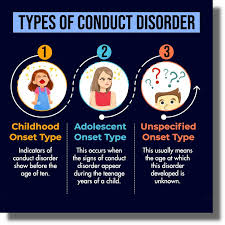 TYPES OF CONDUCT DISORDER
1
2
3
? ? ? ?
Childhood
Onset Type
Indicators of
conduct disorder
show before the
age of ten.
Adolescent
Onset Type
This occurs when
the signs of conduct
disorder appear
during the teenage
years of a child.
Unspecified
Onset Type
This usually means
the age at which
this disorder
developed is
unknown.